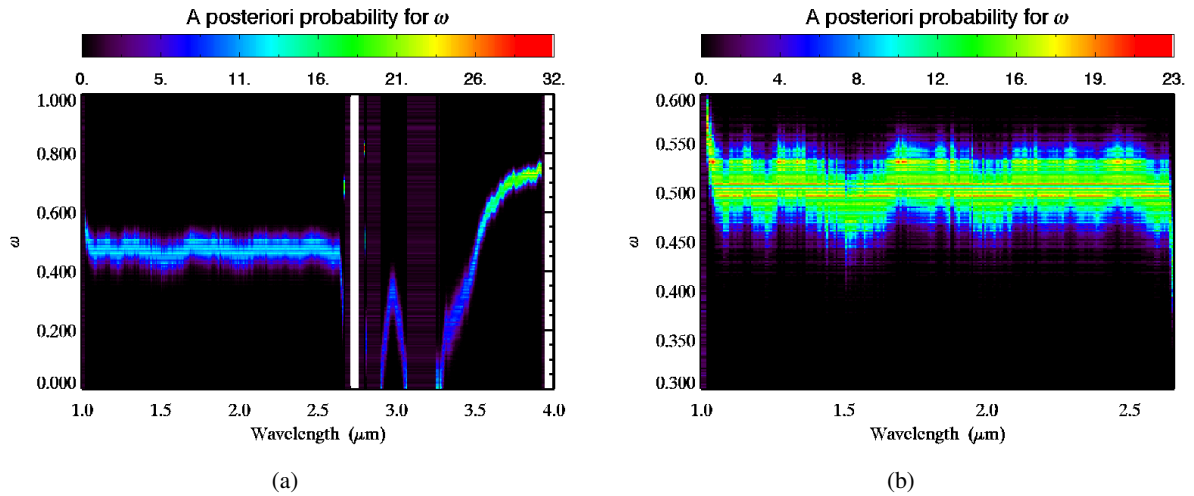 A posteriori probability for ω
0. 5. 11. 16. 21. 26. 32.
1.000
0.800
0.600
0.400
0.200
0.000
ω
1.0 1.5 2.0 2.5 3.0 3.5 4.0
Wavelength (μm)
(a)
A posteriori probability for ω
0. 4. 8. 12. 16. 19. 23.
0.600
0.550
0.500
0.450
0.400
0.350
0.300
ω
1.0 1.5 2.0 2.5
Wavelength (μm)
(b)